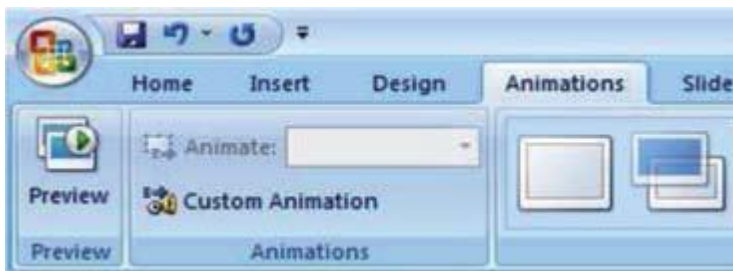 Home Insert Design Animations Slide
Animate:
Preview Custom Animation
Preview Animations